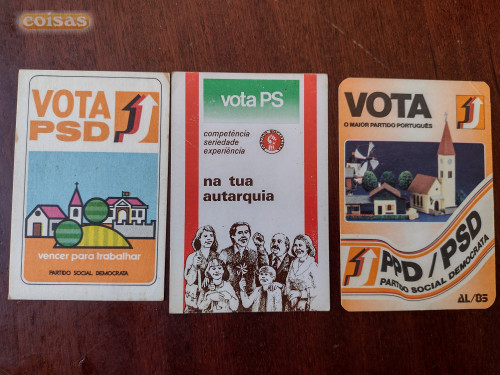 coisas
VOTA
PSD
vencer para trabalhar
PARTIDO SOCIAL DEMOCRATA
vota PS
competência
seriedade
experiência
na tua
autarquia
VOTA
O MAIOR PARTIDO PORTUGUÊS
PPD / PSD
PARTIDO SOCIAL DEMOCRATA
AL/85